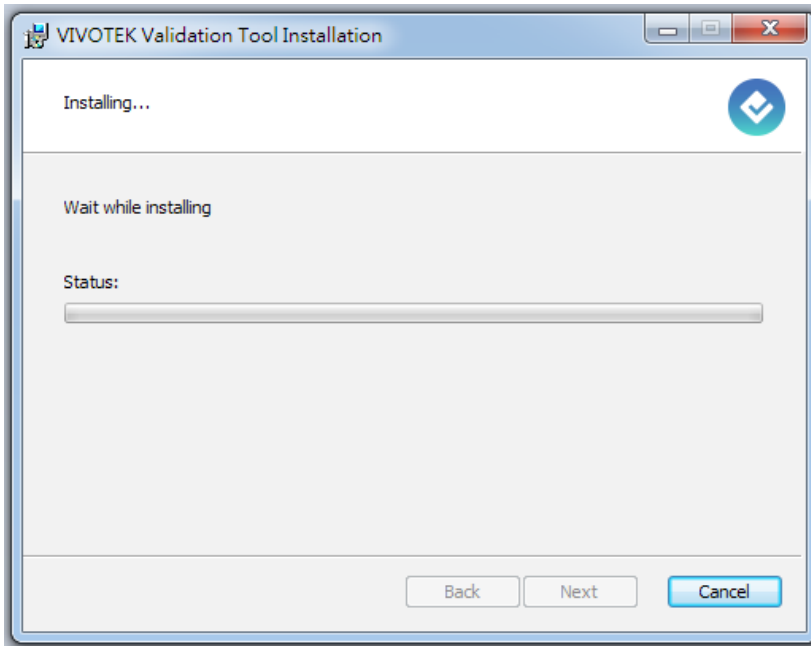 VIVOTEK Validation Tool Installation
Installing...
Wait while installing
Status:
Back Next Cancel